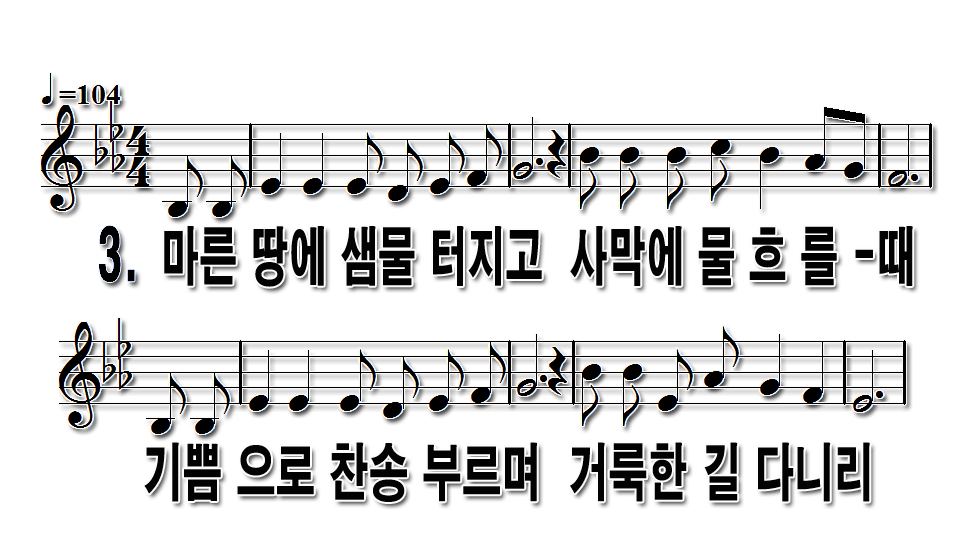 ♩=104
3. 마른 땅에 샘물 터지고 사막에 물 흐 를 -때
기쁨 으로 찬송 부르며 거룩한 길 다니리